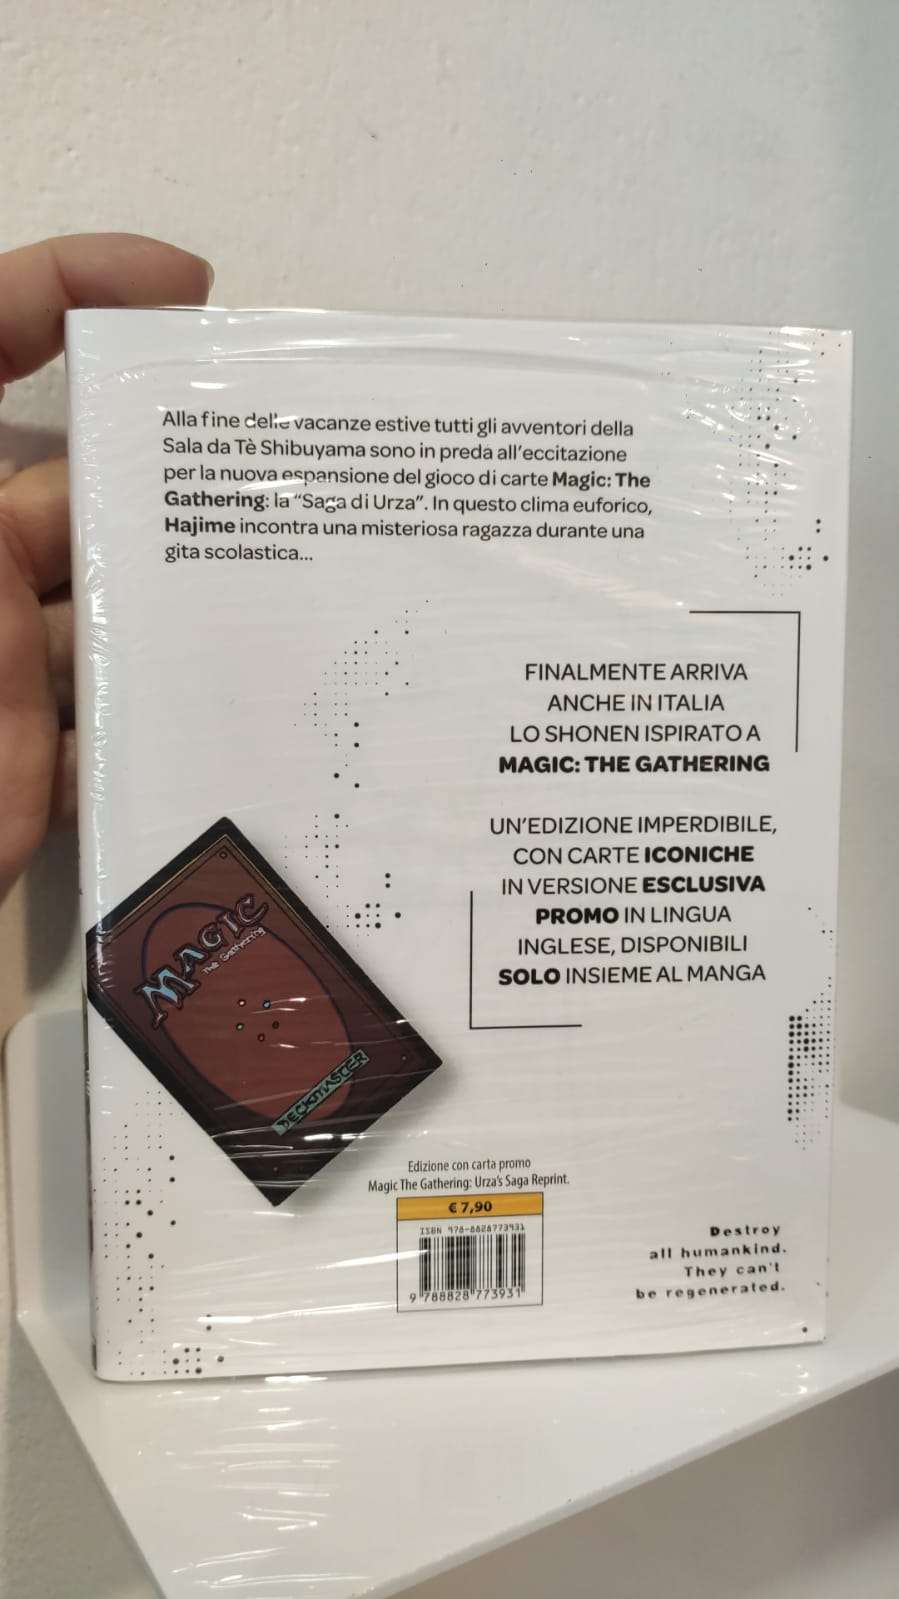 Alla fine delle vacanze estive tutti gli avventori della
Sala da Tè Shibuyama sono in preda all'eccitazione
per la nuova espansione del gioco di carte Magic: The
Gathering: la "Saga di Urza". In questo clima euforico,
Hajime incontra una misteriosa ragazza durante una
gita scolastica...
FINALMENTE ARRIVA
ANCHE IN ITALIA
LO SHONEN ISPIRATO A
MAGIC: THE GATHERING
UN'EDIZIONE IMPERDIBILE,
CON CARTE ICONICHE
IN VERSIONE ESCLUSIVA
PROMO IN LINGUA
INGLESE, DISPONIBILI
SOLO INSIEME AL MANGA
MAGIC
The Gathering
DECKMASTER
Edizione con carta promo
Magic The Gathering: Urza's Saga Reprint.
€ 7,90
ISBN 978-8828773931
9 788828 773931
Destroy
all humankind.
They can't
be regenerated.